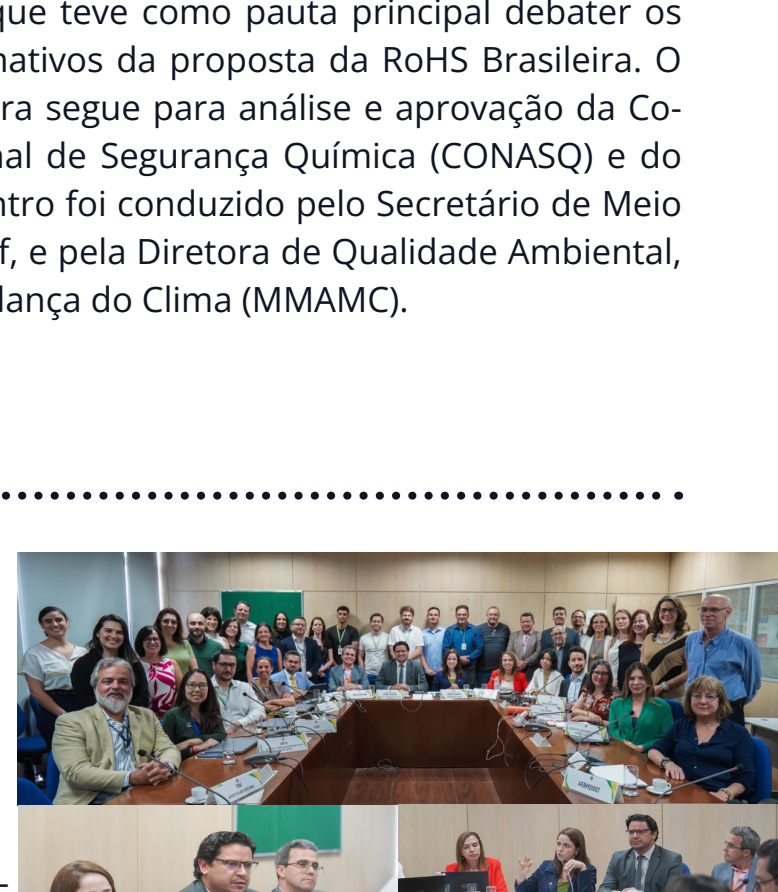 que teve como pauta principal debater os
nativos da proposta da RoHS Brasileira. O
ra segue para análise e aprovação da Co-
nal de Segurança Química (CONASQ) e do
ntro foi conduzido pelo Secretário de Meio
f, e pela Diretora de Qualidade Ambiental,
dança do Clima (MMAMC).